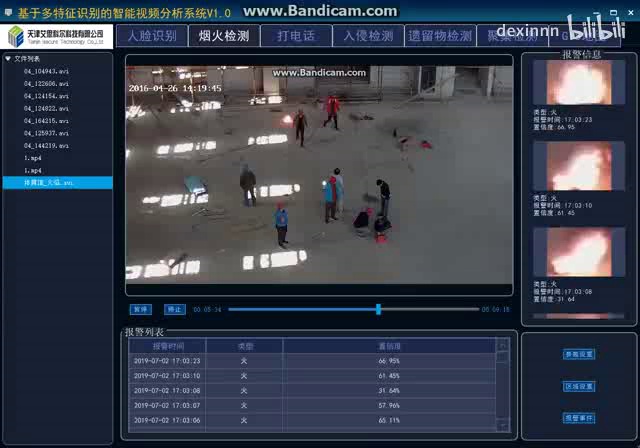 www.Bandicam.com
基于多特征识别的智能视频分析系统V1.0
dexinnn bilibili
天津艾思科尔科技有限公司
人脸识别 烟火检测 打电话 入侵检测 遗留物检测
文件列表
04_104943.avi
04_122606.avi
04_124154.avi
04_124822.avi
04_164215.avi
04_125937.avi
04_144219.avi
1.mp4
1.mp4
www.Bandicam.com
2016-04-26 14:19:45
暂停 停止 00:05:34 00:09:15
报警信息
类型:火
报警时间:17:03:23
置信度:66.95
类型:火
报警时间:17:03:10
置信度:61.45
类型:火
报警时间:17:03:08
置信度:31.64
报警列表
报警时间 类型 置信度
2019-07-02 17:03:23 火 66.95%
2019-07-02 17:03:10 火 61.45%
2019-07-02 17:03:08 火 31.64%
2019-07-02 17:03:07 火 57.96%
2019-07-02 17:03:06 火 65.11%
参数设置
区域设置
报警事件